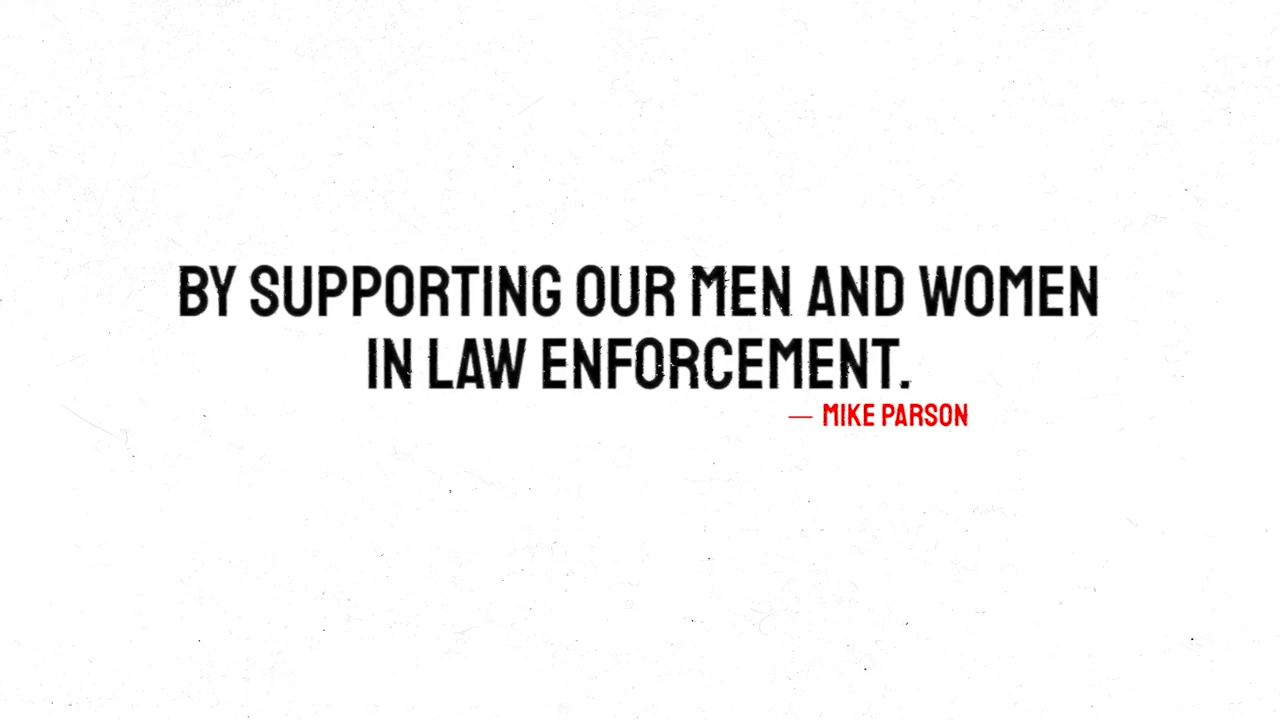 BY SUPPORTING OUR MEN AND WOMEN
IN LAW ENFORCEMENT.
— MIKE PARSON